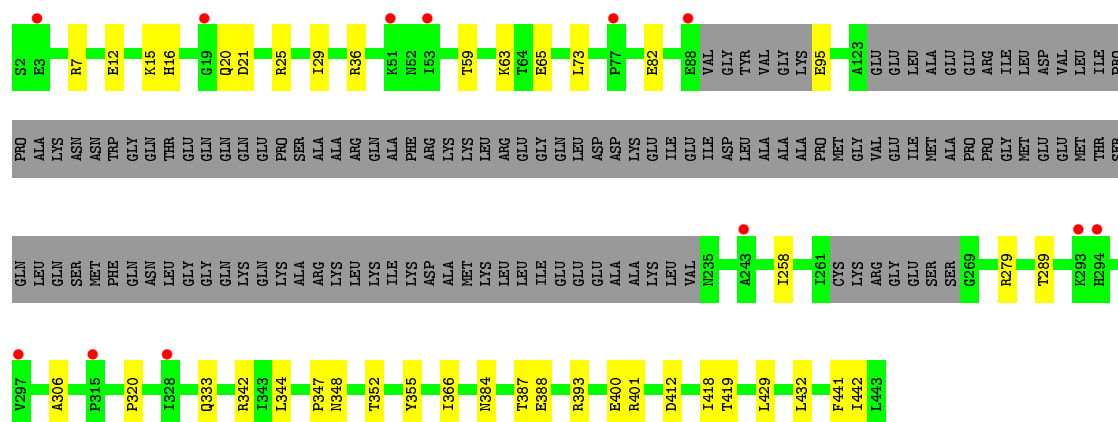 S2 E3 R7 E12 K15 H16 G19 Q20 D21 R25 I29 R36 K51 N52 I53 T59 K63 T64 E65 L73 P77 E82 E88 VAL GLY TYR VAL GLY LYS E95 A123 GLU GLU LEU ALA GLU GLU ARG ILE LEU ASP VAL LEU ILE PRO
PRO ALA LYS ASN ASN TRP GLY GLN THR GLU GLN GLN GLN GLU PRO SER ALA ALA ARG GLN ALA PHE ARG LYS LYS LEU ARG GLU GLY GLN LEU ASP ASP LYS GLU ILE GLU ILE ASP LEU ALA ALA ALA PRO MET GLY VAL GLU ILE MET ALA PRO PRO GLY MET GLU GLU MET THR SER
GLN LEU GLN SER MET PHE GLN ASN LEU GLY GLY GLN LYS GLN LYS ALA ARG LYS LEU LYS ILE LYS ASP ALA MET LYS LEU LEU ILE GLU GLU GLU ALA ALA LYS LEU VAL N235 A243 I258 I261 CYS LYS ARG GLY GLU SER SER G269 R279 T289 K293 H294
V297 A306 P315 P320 I328 Q333 R342 I343 L344 P347 N348 T352 Y355 I366 N384 T387 E388 R393 E400 R401 D412 I418 T419 L429 L432 F441 I442 L443